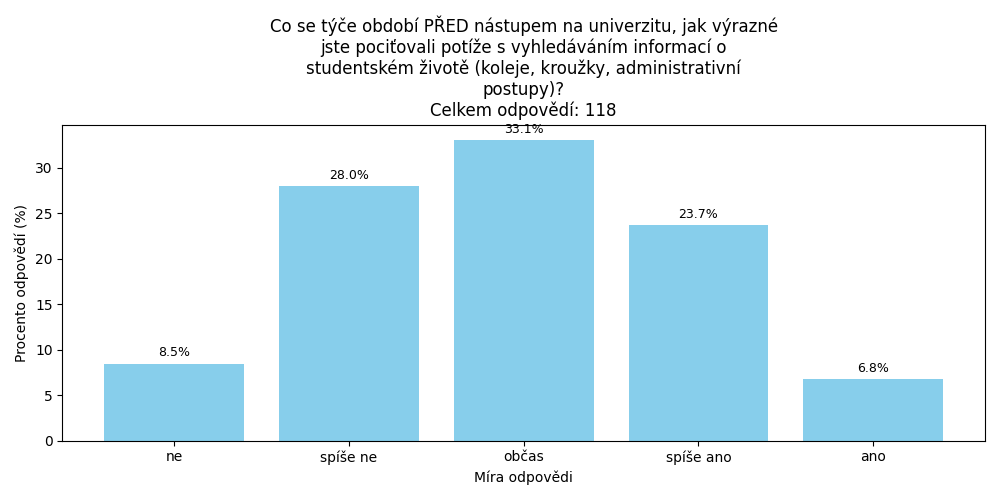 Co se týče období PŘED nástupem na univerzitu, jak výrazné
jste pociťovali potíže s vyhledáváním informací o
studentském životě (koleje, kroužky, administrativní
postupy)?
Celkem odpovědí: 118
33.1%
28.0%
23.7%
8.5%
6.8%
Procento odpovědí (%)
30
25
20
15
10
5
0
ne
spíše ne
občas
spíše ano
ano
Míra odpovědi